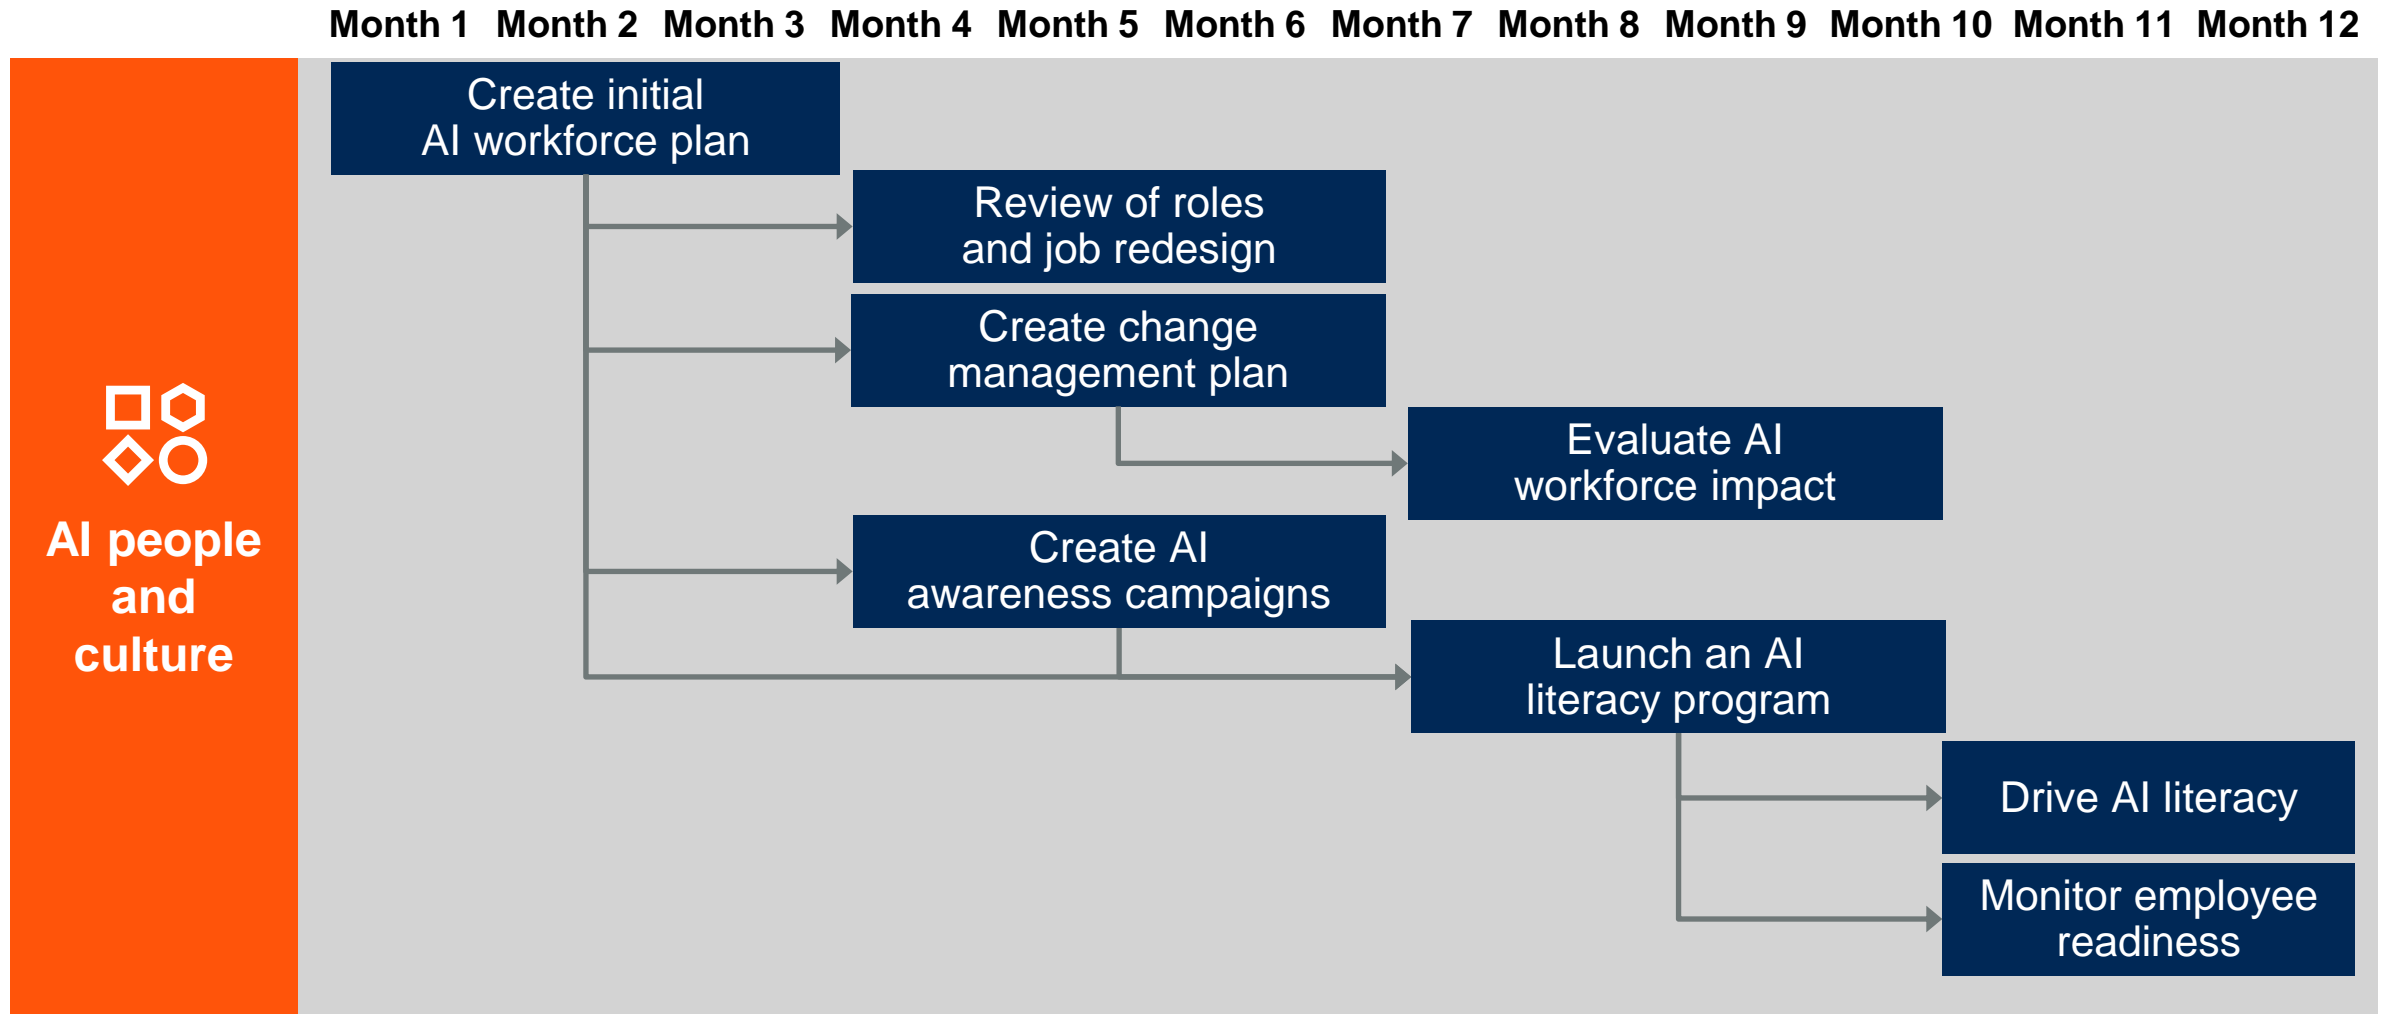 Month 1 Month 2 Month 3 Month 4 Month 5 Month 6 Month 7 Month 8 Month 9 Month 10 Month 11 Month 12
AI people
and
culture
Create initial
AI workforce plan
Review of roles
and job redesign
Create change
management plan
Evaluate AI
workforce impact
Create AI
awareness campaigns
Launch an AI
literacy program
Drive AI literacy
Monitor employee
readiness